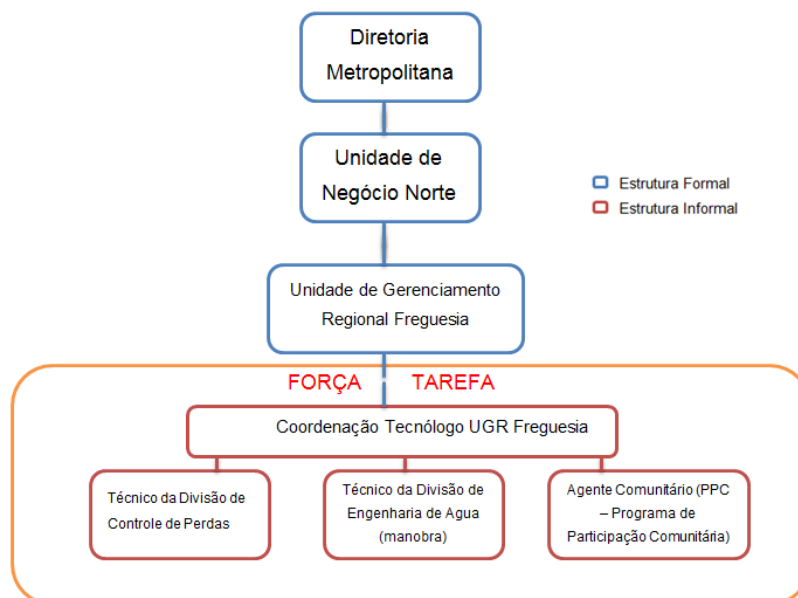 Diretoria
Metropolitana
Unidade de
Negócio Norte
Estrutura Formal
Estrutura Informal
Unidade de Gerenciamento
Regional Freguesia
FORÇA TAREFA
Coordenação Tecnólogo UGR Freguesia
Técnico da Divisão de
Controle de Perdas
Técnico da Divisão de
Engenharia de Agua
(manobra)
Agente Comunitário (PPC
– Programa de
Participação Comunitária)